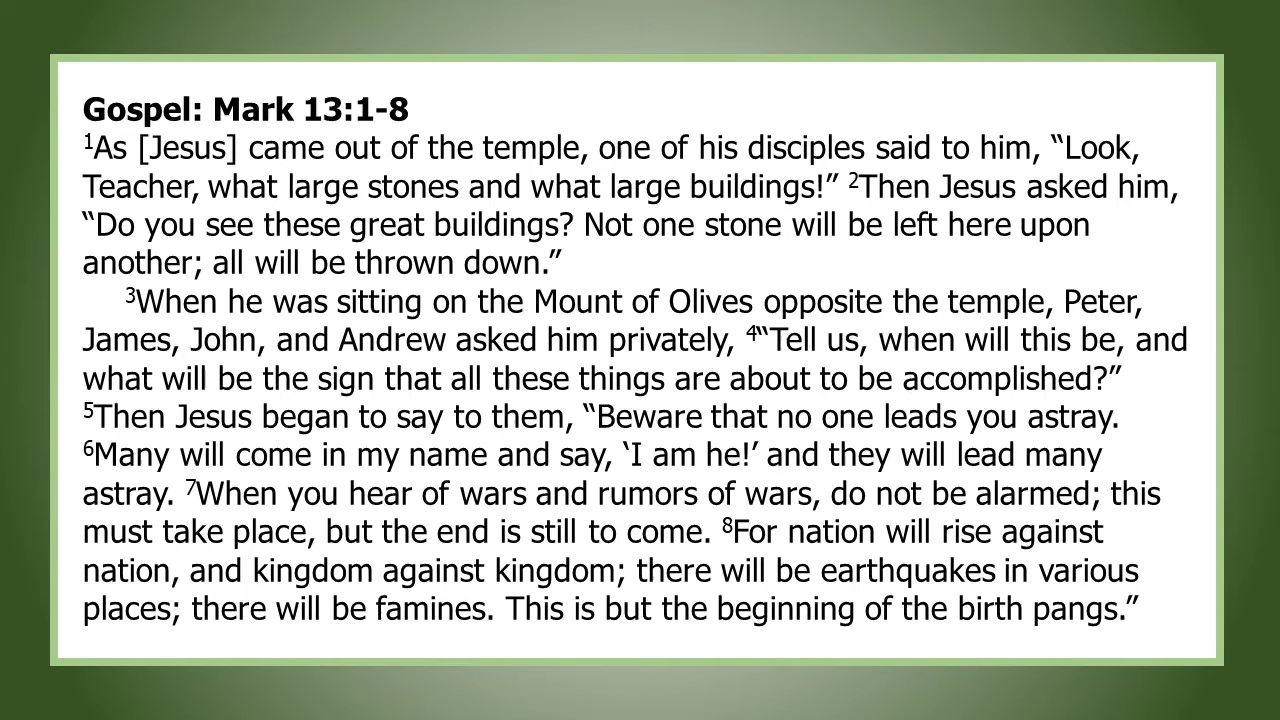 Gospel: Mark 13:1-8
¹As [Jesus] came out of the temple, one of his disciples said to him, “Look,
Teacher, what large stones and what large buildings!” ²Then Jesus asked him,
“Do you see these great buildings? Not one stone will be left here upon
another; all will be thrown down.”
³When he was sitting on the Mount of Olives opposite the temple, Peter,
James, John, and Andrew asked him privately, ⁴“Tell us, when will this be, and
what will be the sign that all these things are about to be accomplished?”
⁵Then Jesus began to say to them, “Beware that no one leads you astray.
⁶Many will come in my name and say, ‘I am he!’ and they will lead many
astray. ⁷When you hear of wars and rumors of wars, do not be alarmed; this
must take place, but the end is still to come. ⁸For nation will rise against
nation, and kingdom against kingdom; there will be earthquakes in various
places; there will be famines. This is but the beginning of the birth pangs.”